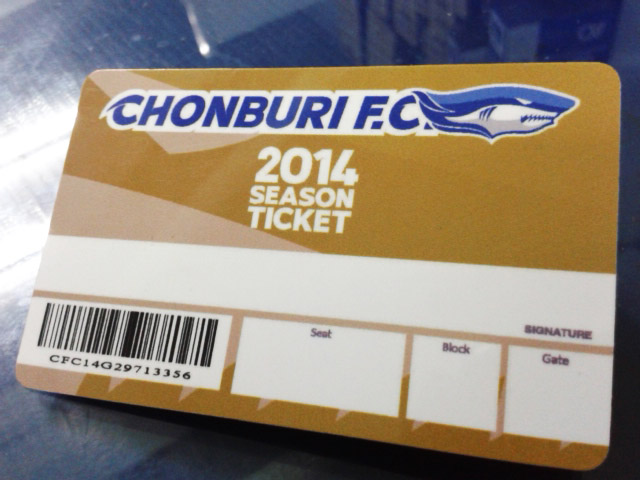 CHONBURI F.C.
2014
SEASON
TICKET
SIGNATURE
CFC14G29713356
Seat
Block
Gate